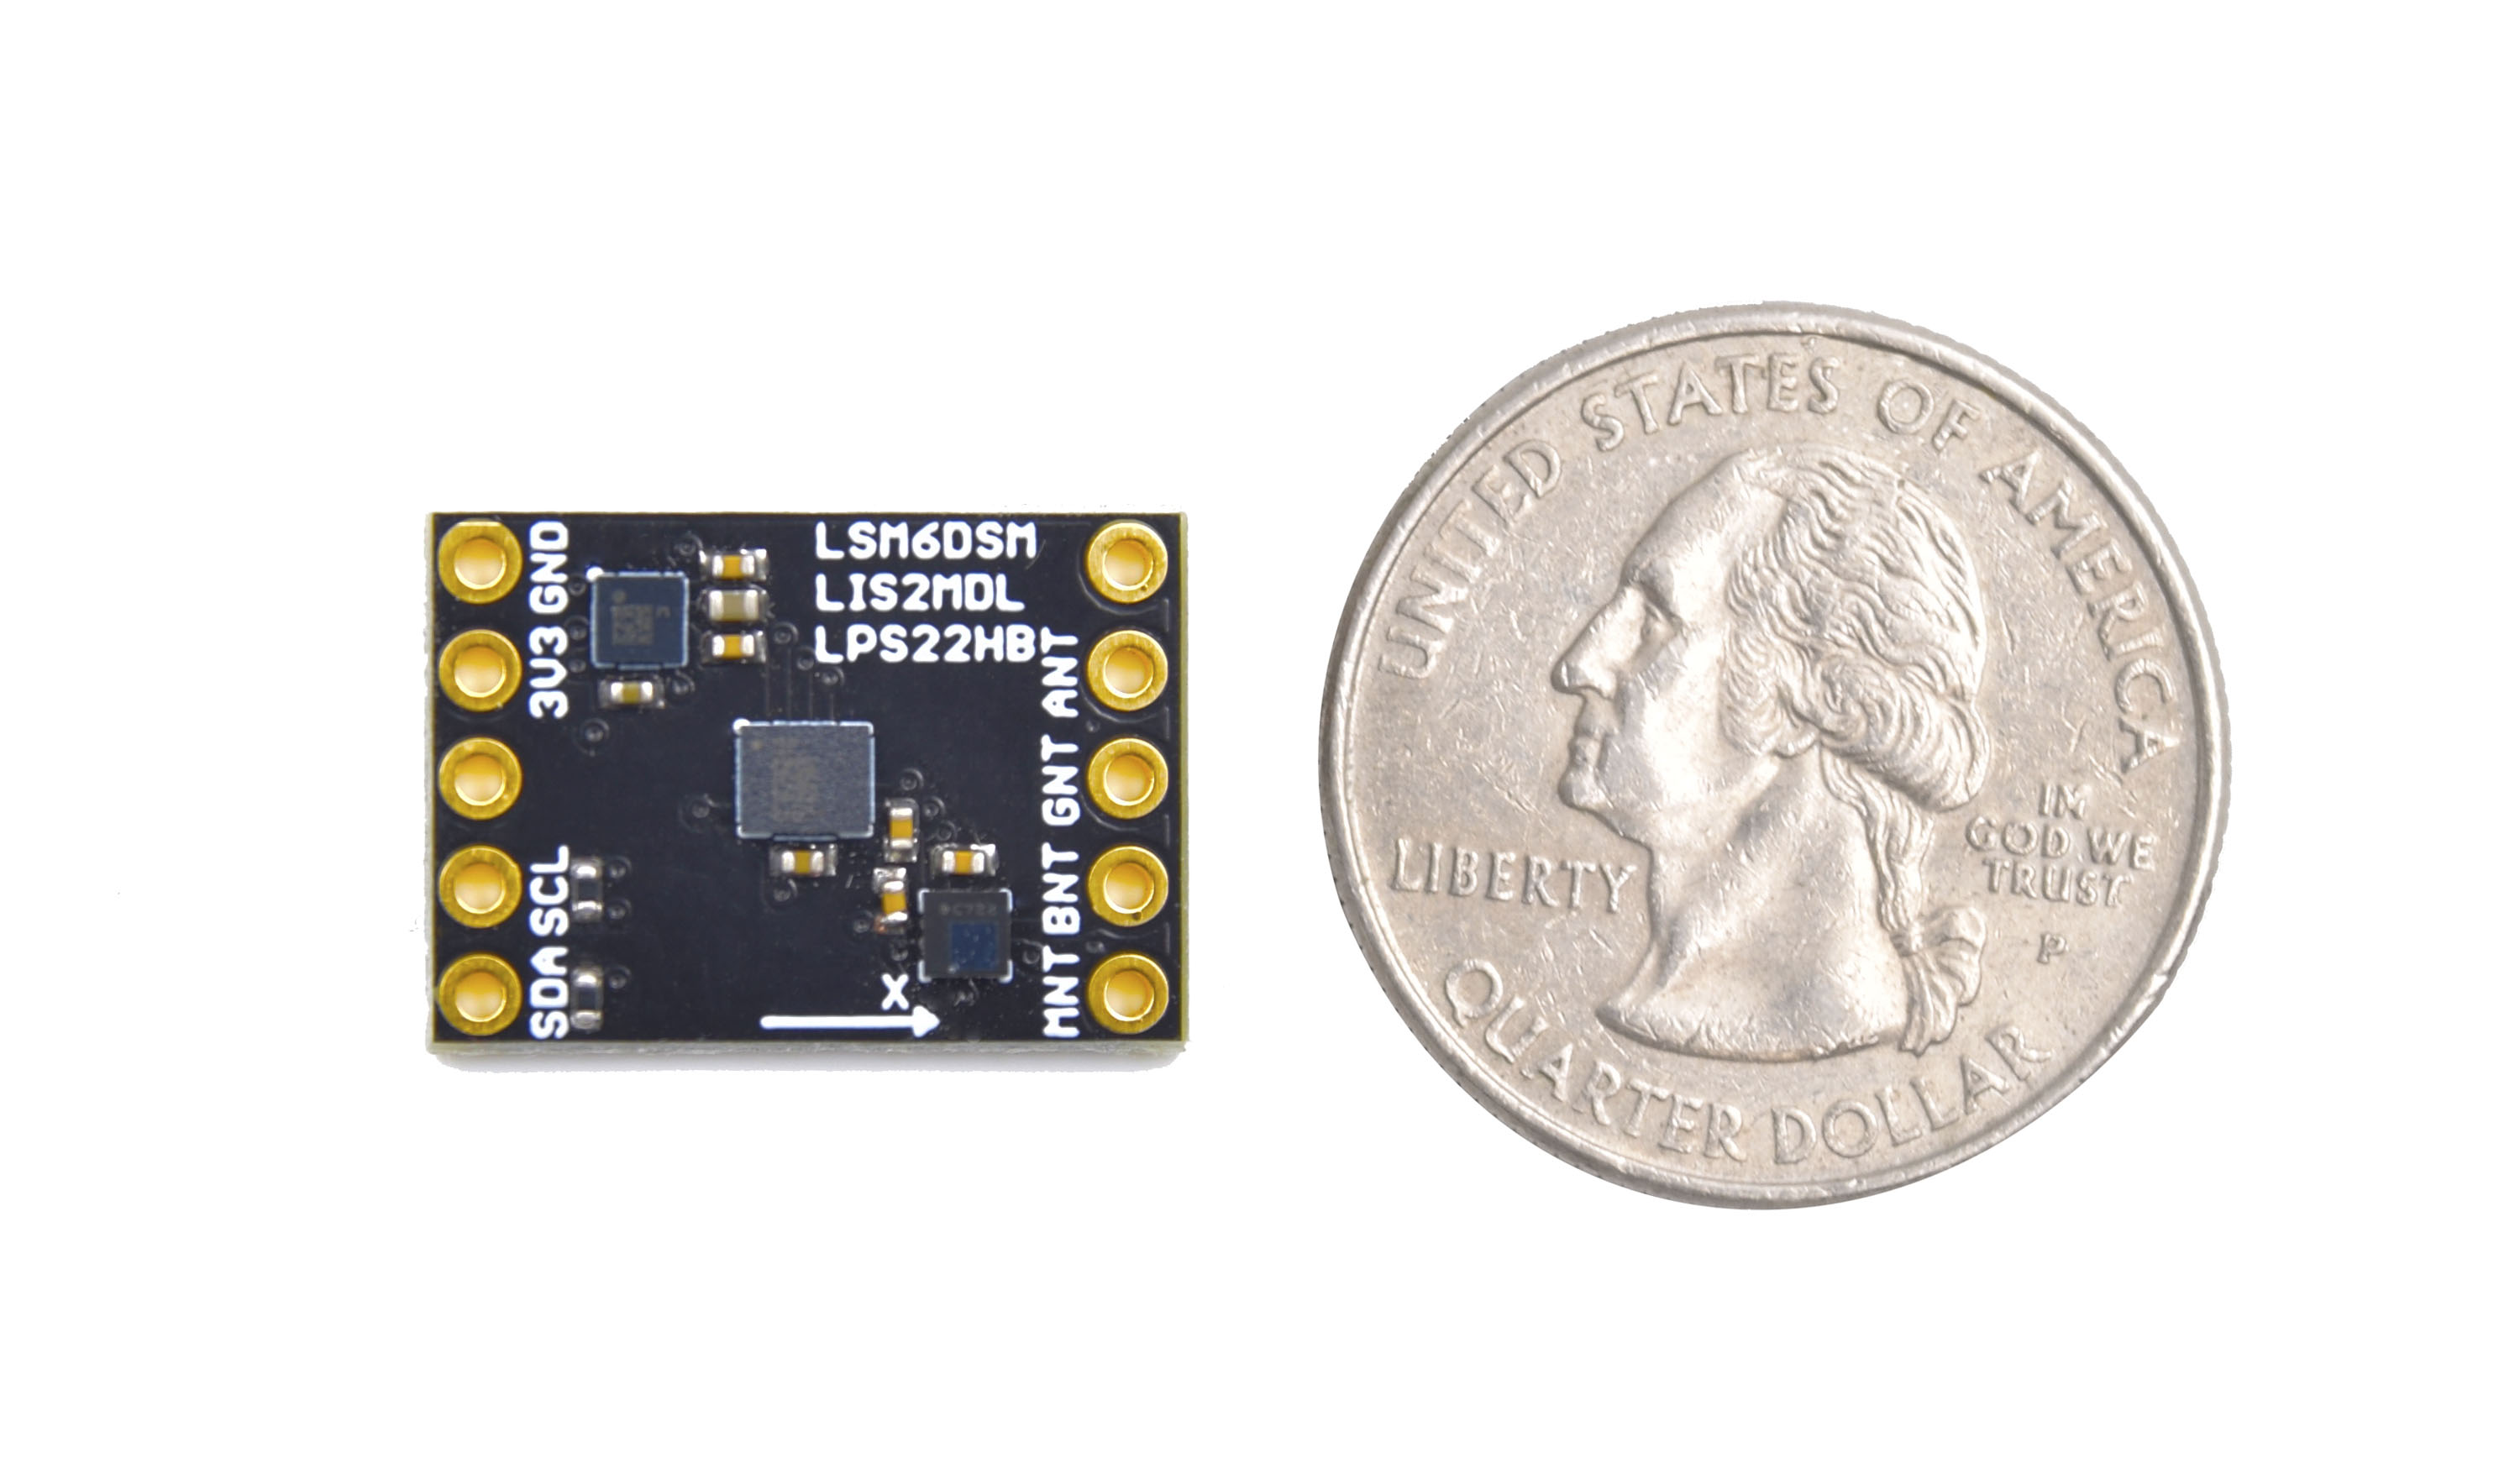 LSM6DSM
LIS2MDL
LPS22HB
GND
3V3
SCL
SDA
ANT
GNT
BNT
MNT
X
UNITED STATES OF AMERICA
LIBERTY
IN
GOD WE
TRUST
P
QUARTER DOLLAR